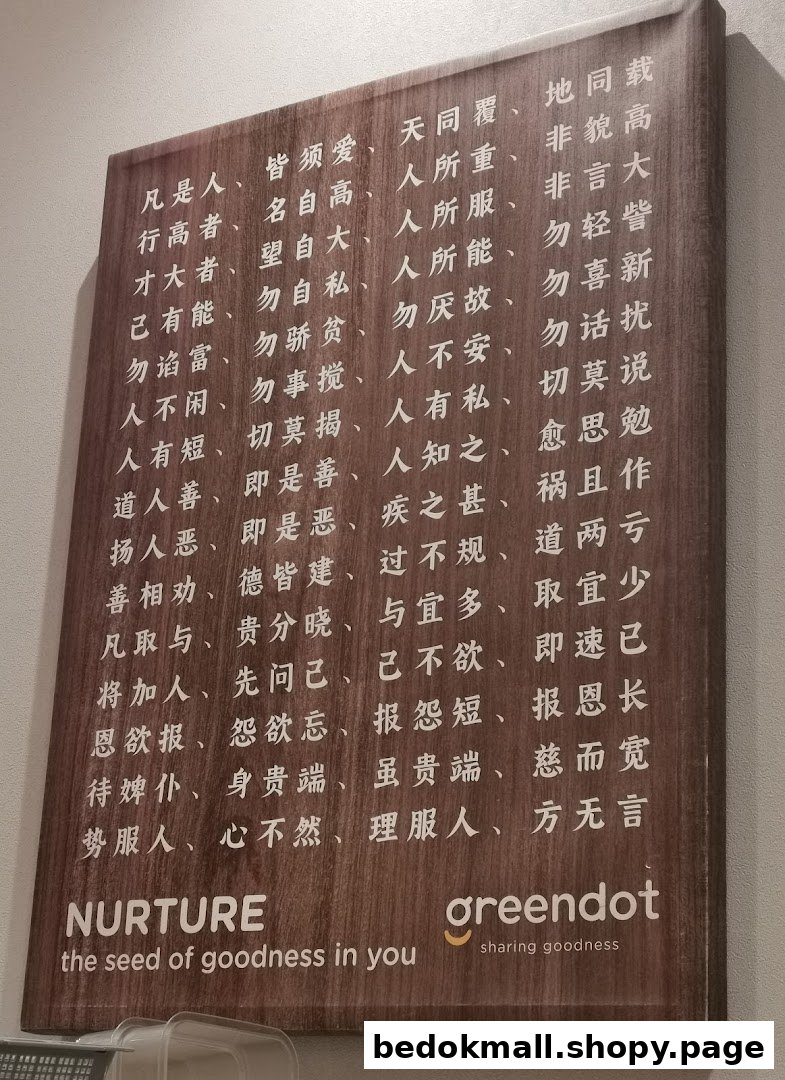 凡是人、皆须爱、天同覆、地同载
行高者、名自高、人所重、非貌高
才大者、望自大、人所服、非言大
己有能、勿自私、人所能、勿轻訾
勿谄富、勿骄贫、勿厌故、勿喜新
人不闲、勿事搅、人不安、勿话扰
人有短、切莫揭、人有私、切莫说
道人善、即是善、人知之、愈思勉
扬人恶、即是恶、疾之甚、祸且作
善相劝、德皆建、过不规、道两亏
凡取与、贵分晓、与宜多、取宜少
将加人、先问己、己不欲、即速已
恩欲报、怨欲忘、报怨短、报恩长
待婢仆、身贵端、虽贵端、慈而宽
势服人、心不然、理服人、方无言
NURTURE
the seed of goodness in you
greendot
sharing goodness
bedokmall.shopy.page